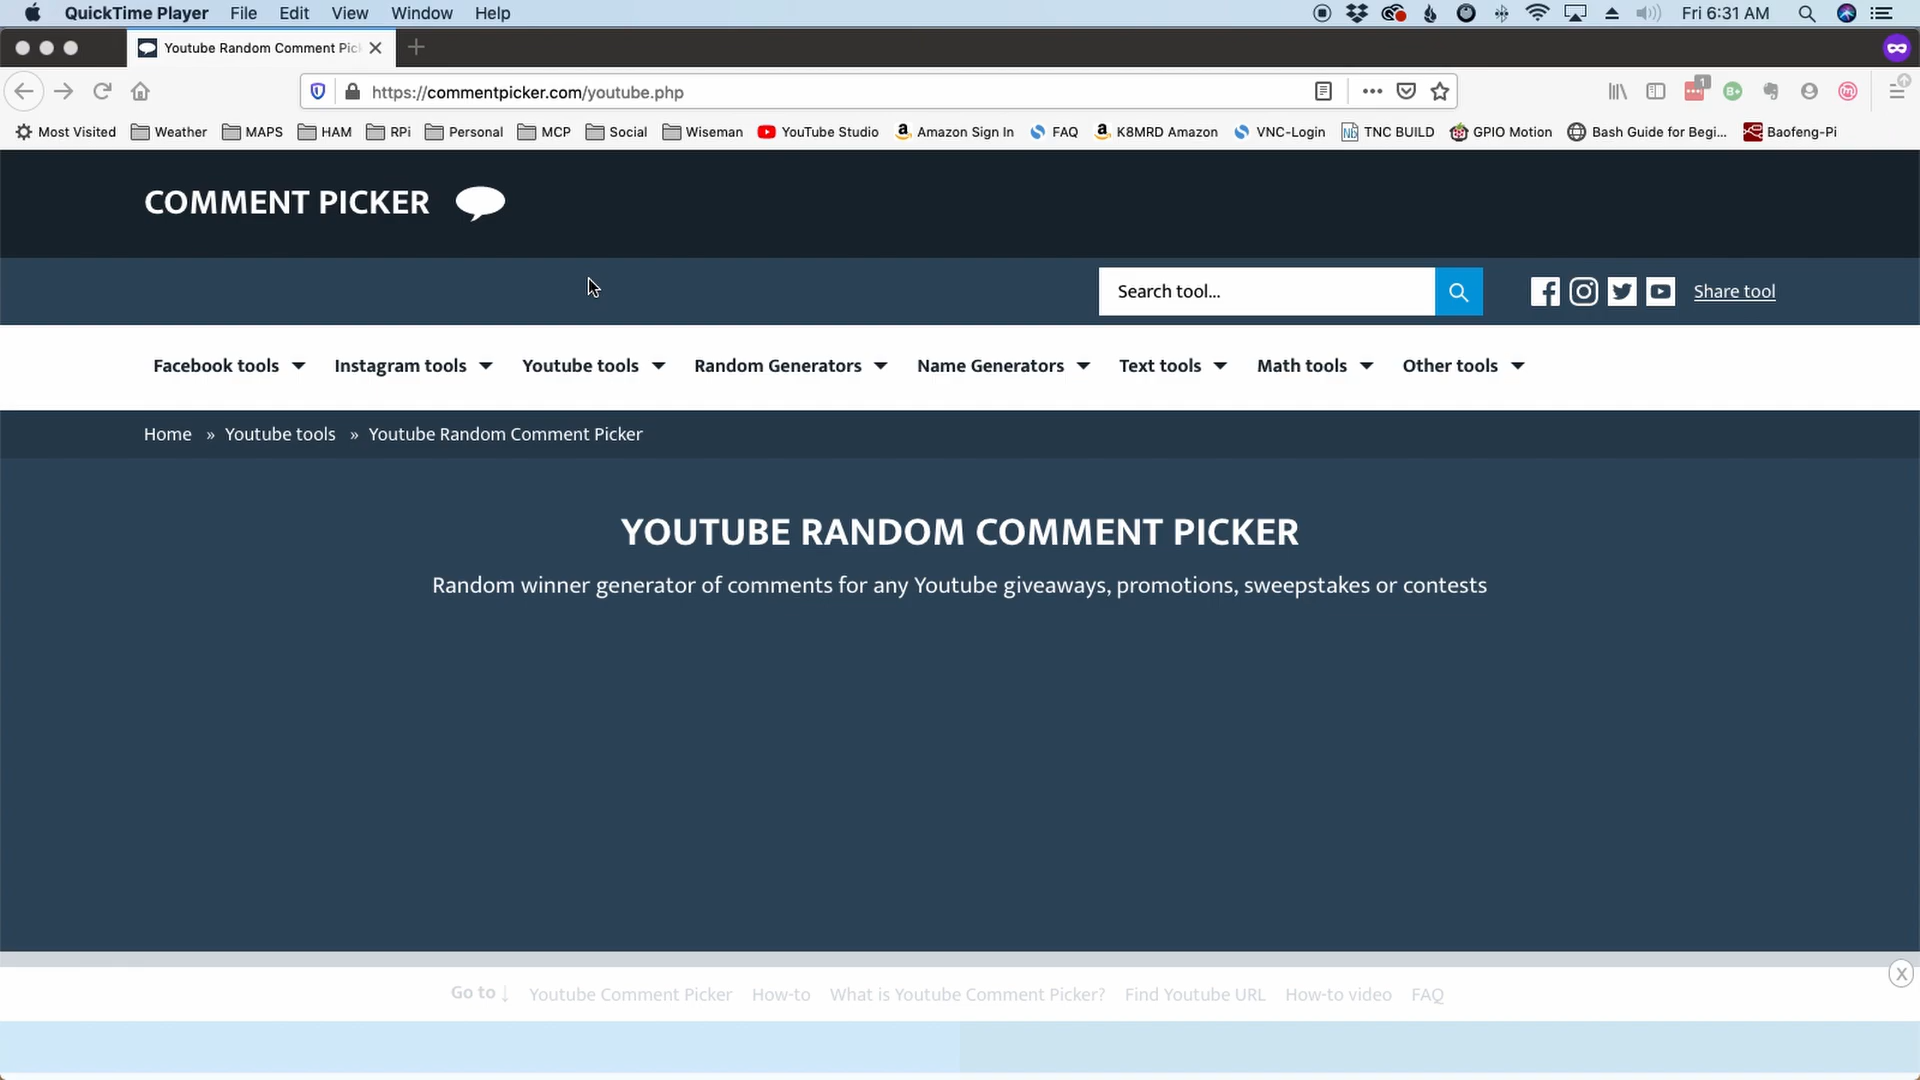 QuickTime Player File Edit View Window Help Fri 6:31 AM
Youtube Random Comment Pic
https://commentpicker.com/youtube.php
1
B+
Most Visited Weather MAPS HAM RPi Personal MCP Social Wiseman YouTube Studio Amazon Sign In FAQ K8MRD Amazon VNC-Login TNC BUILD GPIO Motion Bash Guide for Begi... Baofeng-Pi
COMMENT PICKER
Search tool...
Share tool
Facebook tools Instagram tools Youtube tools Random Generators Name Generators Text tools Math tools Other tools
Home » Youtube tools » Youtube Random Comment Picker
YOUTUBE RANDOM COMMENT PICKER
Random winner generator of comments for any Youtube giveaways, promotions, sweepstakes or contests
X
Go to ↓ Youtube Comment Picker How-to What is Youtube Comment Picker? Find Youtube URL How-to video FAQ